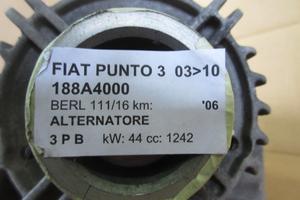 FIAT PUNTO 3 03>10
188A4000
BERL 111/16 km: '06
ALTERNATORE
3 P B kW: 44 cc: 1242